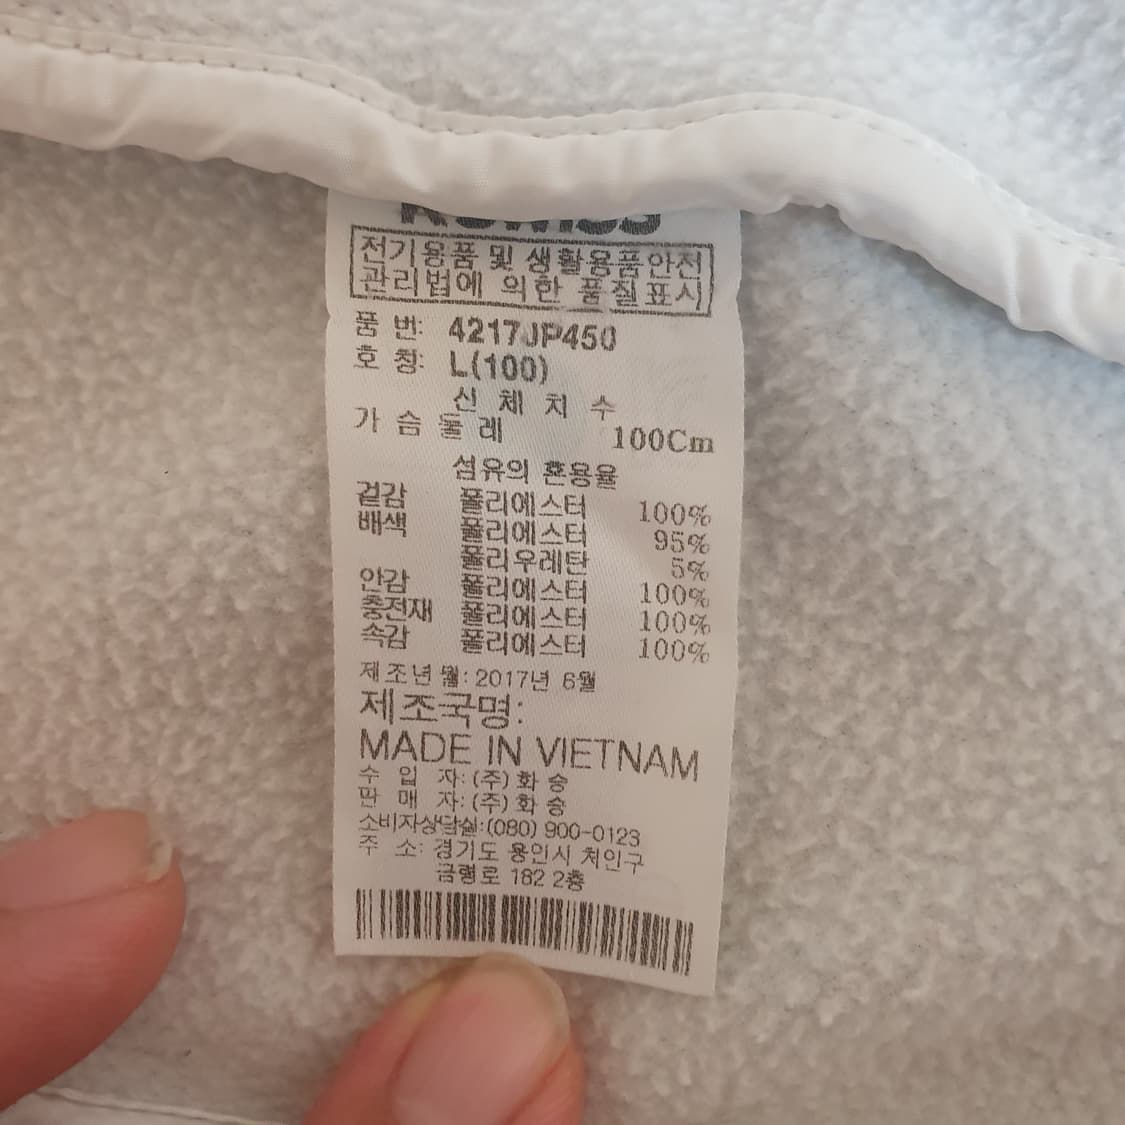 전기용품 및 생활용품안전
관리법에 의한 품질표시
품 번: 4217JP450
호 칭: L(100)
신 체 치 수
가 슴 둘 레 100Cm
섬유의 혼용율
겉감 폴리에스터 100%
배색 폴리에스터 95%
폴리우레탄 5%
안감 폴리에스터 100%
충전재 폴리에스터 100%
속감 폴리에스터 100%
제조년월: 2017년 6월
제조국명:
MADE IN VIETNAM
수 입 자: (주) 화 승
판 매 자: (주) 화 승
소비자상담실:(080) 900-0123
주 소: 경기도 용인시 처인구
금령로 182 2층